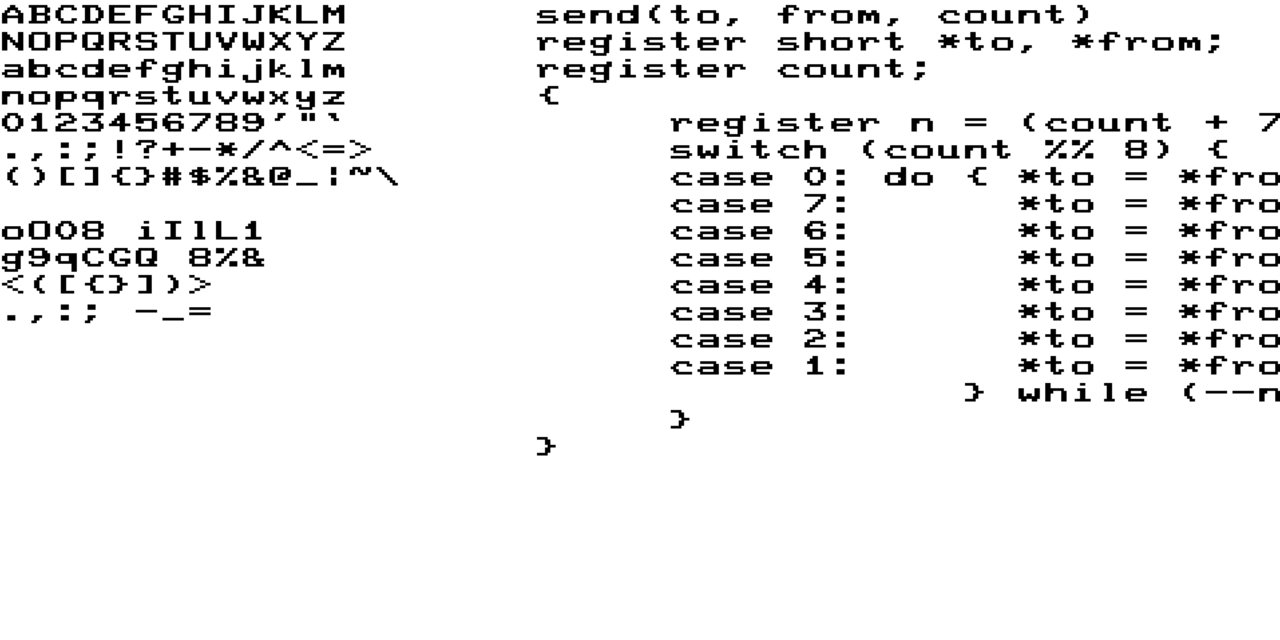 ABCDEFGHIJKLM
NOPQRSTUVWXYZ
abcdefghijklm
nopqrstuvwxyz
0123456789'"`
.,:;!?+-*/^<=>
()[]{}#$%&@_¦~\
oO08 iIlL1
g9qCGQ 8%&
<([{}])>
.,:; -_=
send(to, from, count)
register short *to, *from;
register count;
{
register n = (count + 7
switch (count %% 8) {
case 0: do { *to = *fro
case 7: *to = *fro
case 6: *to = *fro
case 5: *to = *fro
case 4: *to = *fro
case 3: *to = *fro
case 2: *to = *fro
case 1: *to = *fro
} while (--n
}
}